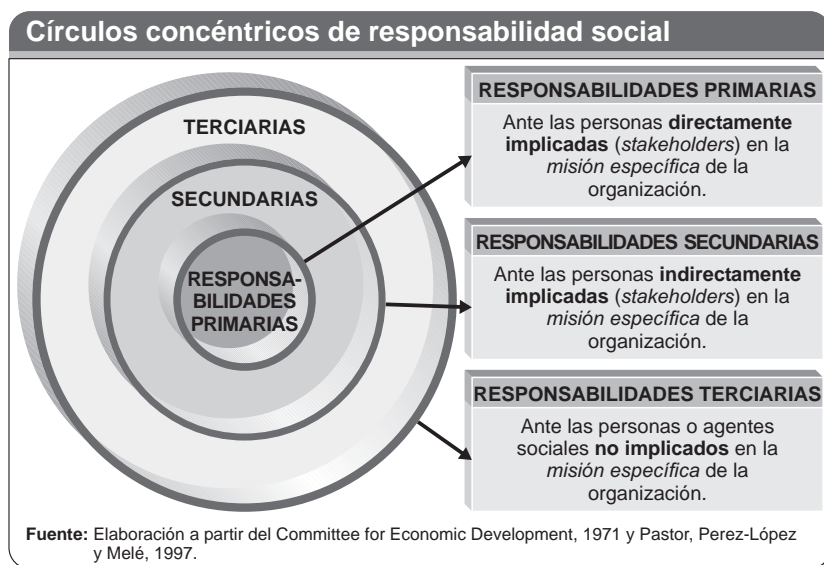 Círculos concéntricos de responsabilidad social
TERCIARIAS
SECUNDARIAS
RESPONSA-
BILIDADES
PRIMARIAS
RESPONSABILIDADES PRIMARIAS
Ante las personas directamente
implicadas (stakeholders) en la
misión específica de la
organización.
RESPONSABILIDADES SECUNDARIAS
Ante las personas indirectamente
implicadas (stakeholders) en la
misión específica de la
organización.
RESPONSABILIDADES TERCIARIAS
Ante las personas o agentes
sociales no implicados en la
misión específica de la
organización.
Fuente: Elaboración a partir del Committee for Economic Development, 1971 y Pastor, Perez-López
y Melé, 1997.